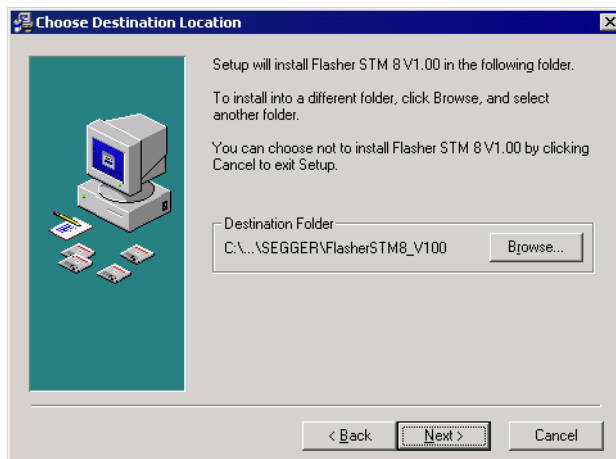 Choose Destination Location
Setup will install Flasher STM 8 V1.00 in the following folder.
To install into a different folder, click Browse, and select
another folder.
You can choose not to install Flasher STM 8 V1.00 by clicking
Cancel to exit Setup.
Destination Folder
C:\...\SEGGER\FlasherSTM8_V100
Browse...
< Back
Next >
Cancel